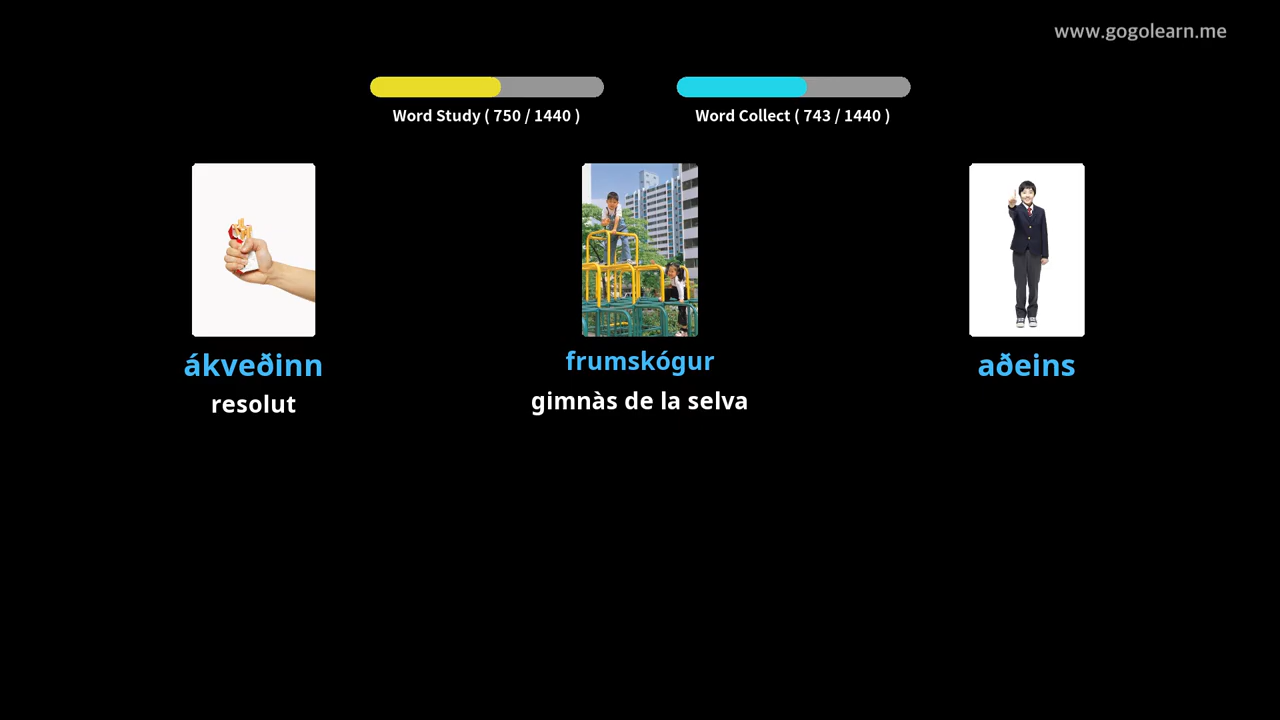 www.gogolearn.me
Word Study ( 750 / 1440 )
Word Collect ( 743 / 1440 )
ákveðinn
resolut
frumskógur
gimnàs de la selva
aðeins